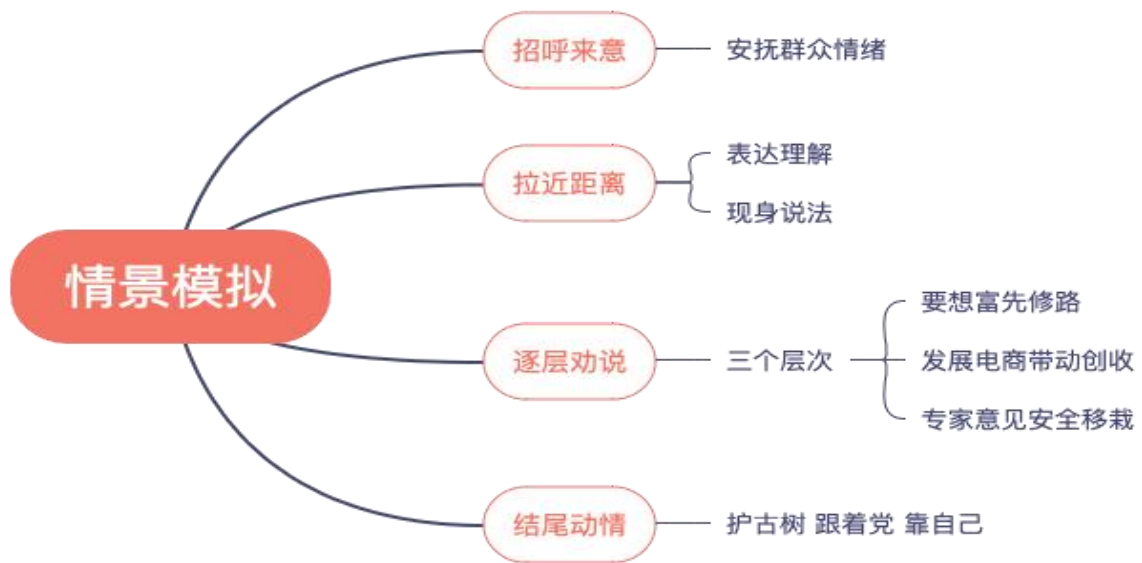 情景模拟
招呼来意
安抚群众情绪
拉近距离
表达理解
现身说法
逐层劝说
三个层次
要想富先修路
发展电商带动创收
专家意见安全移栽
结尾动情
护古树 跟着党 靠自己